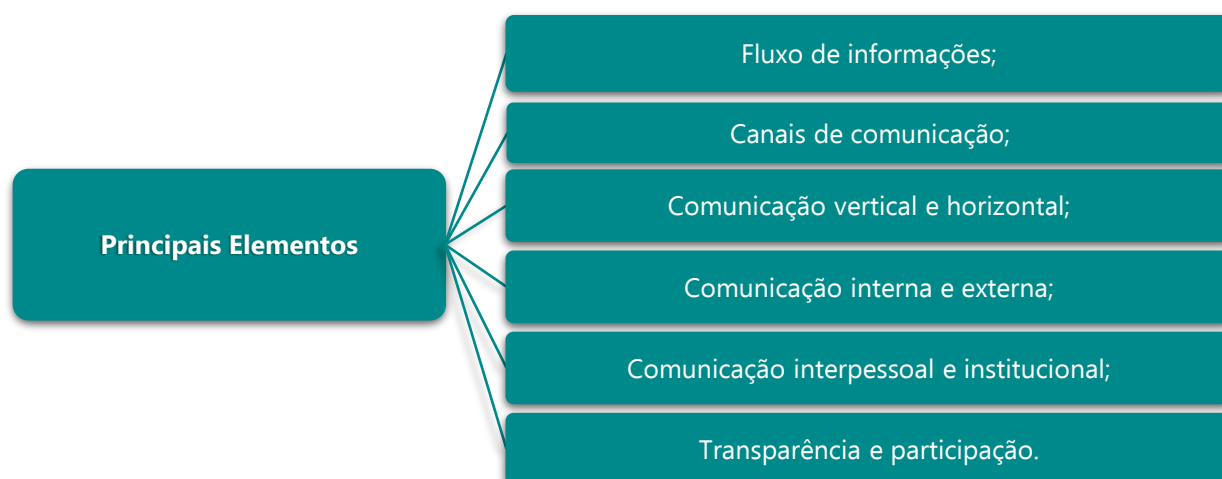 Principais Elementos
Fluxo de informações;
Canais de comunicação;
Comunicação vertical e horizontal;
Comunicação interna e externa;
Comunicação interpessoal e institucional;
Transparência e participação.